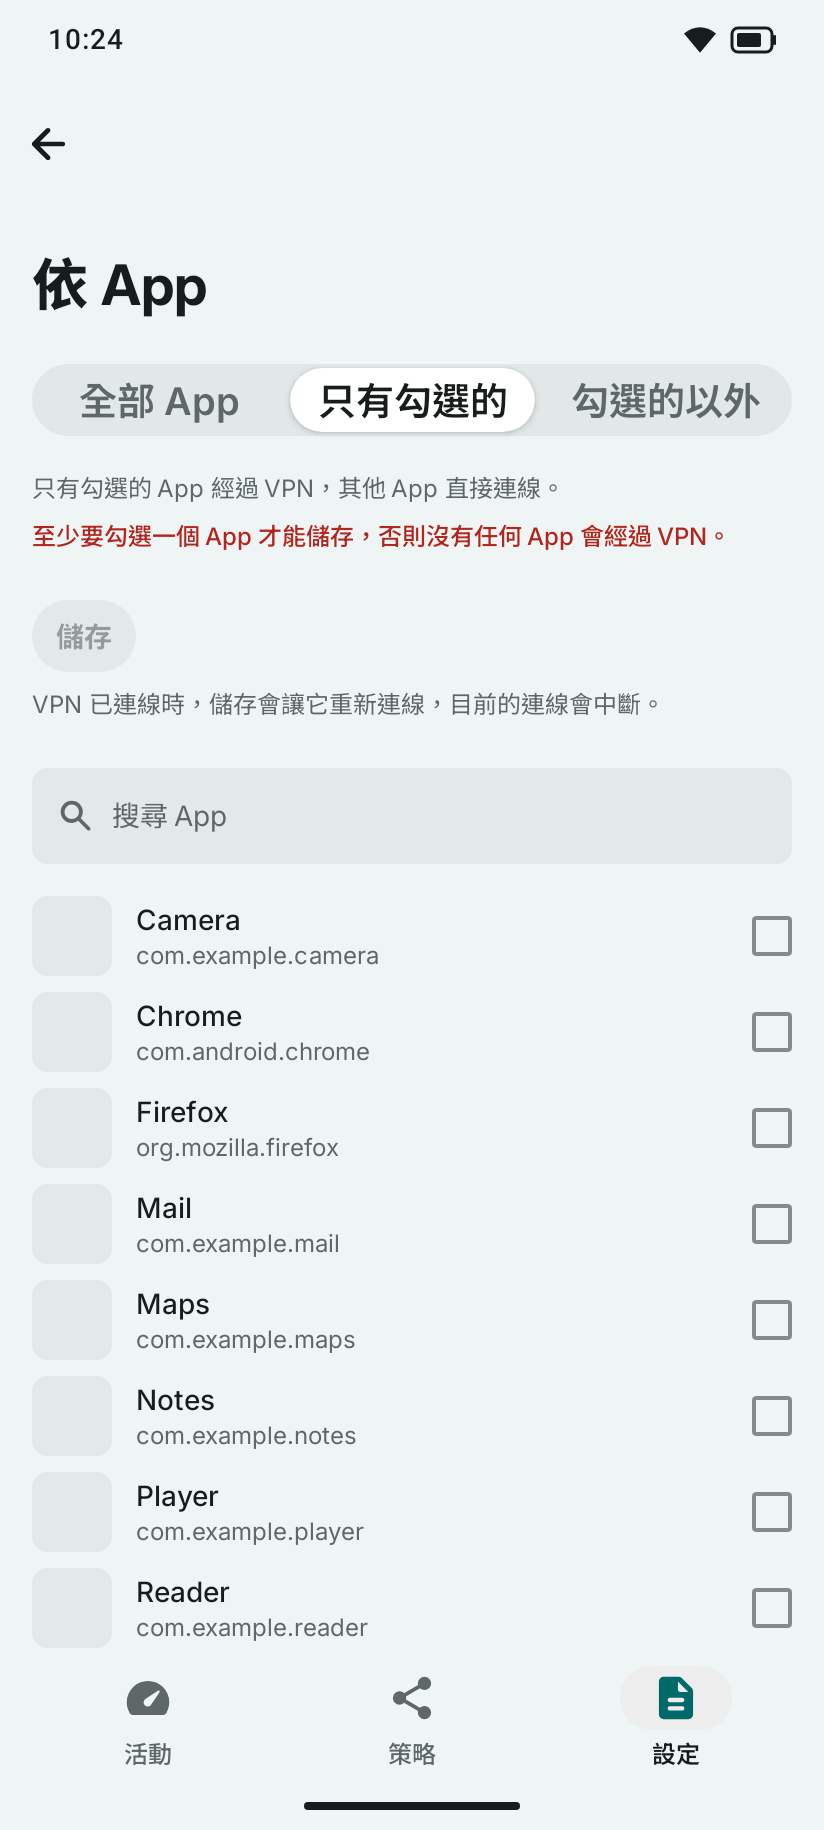 10:24
依 App
全部 App
只有勾選的
勾選的以外
只有勾選的 App 經過 VPN，其他 App 直接連線。
至少要勾選一個 App 才能儲存，否則沒有任何 App 會經過 VPN。
儲存
VPN 已連線時，儲存會讓它重新連線，目前的連線會中斷。
搜尋 App
Camera
com.example.camera
Chrome
com.android.chrome
Firefox
org.mozilla.firefox
Mail
com.example.mail
Maps
com.example.maps
Notes
com.example.notes
Player
com.example.player
Reader
com.example.reader
活動
策略
設定